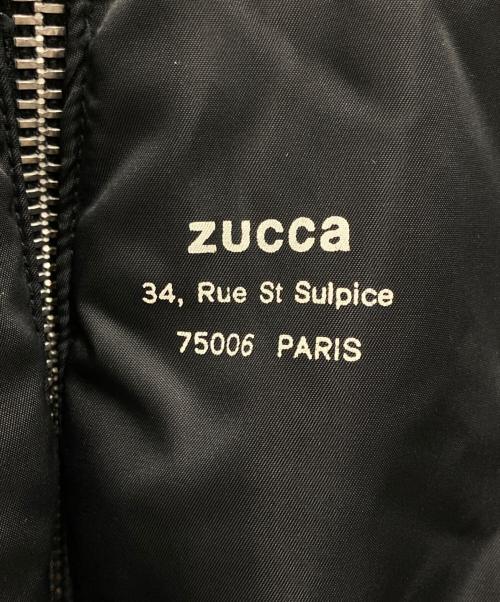 zucca
34, Rue St Sulpice
75006 PARIS